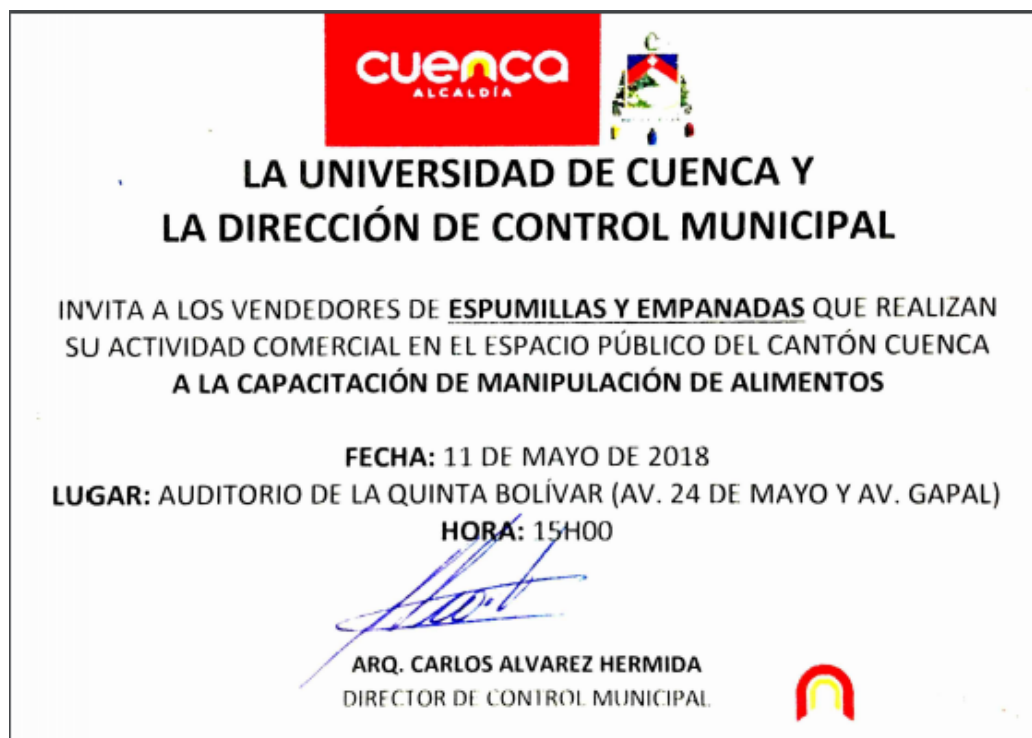 cuenca
ALCALDÍA
LA UNIVERSIDAD DE CUENCA Y
LA DIRECCIÓN DE CONTROL MUNICIPAL
INVITA A LOS VENDEDORES DE ESPUMILLAS Y EMPANADAS QUE REALIZAN
SU ACTIVIDAD COMERCIAL EN EL ESPACIO PÚBLICO DEL CANTÓN CUENCA
A LA CAPACITACIÓN DE MANIPULACIÓN DE ALIMENTOS
FECHA: 11 DE MAYO DE 2018
LUGAR: AUDITORIO DE LA QUINTA BOLÍVAR (AV. 24 DE MAYO Y AV. GAPAL)
HORA: 15H00
ARQ. CARLOS ALVAREZ HERMIDA
DIRECTOR DE CONTROL MUNICIPAL